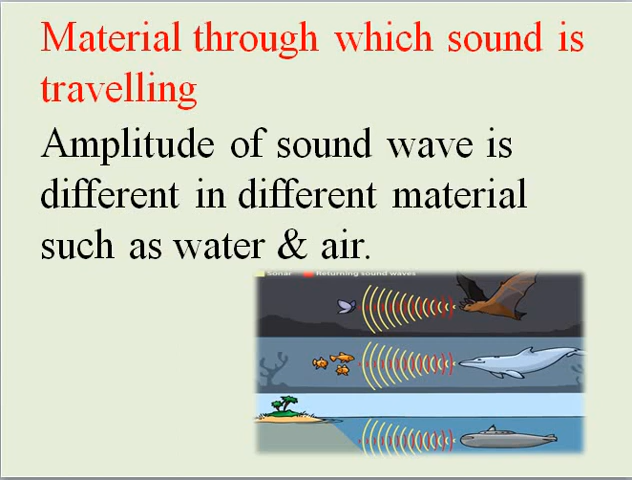 Material through which sound is
travelling
Amplitude of sound wave is
different in different material
such as water & air.
Sonar Returning sound waves